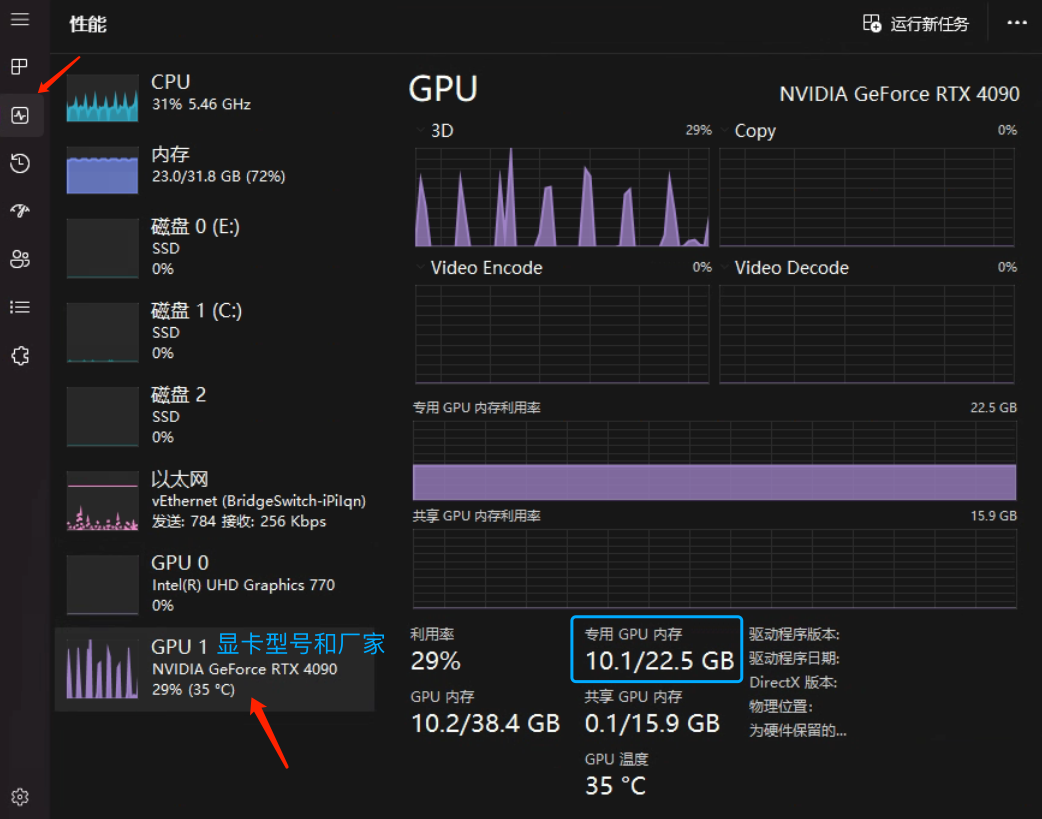 性能
运行新任务
CPU
31% 5.46 GHz
内存
23.0/31.8 GB (72%)
磁盘 0 (E:)
SSD
0%
磁盘 1 (C:)
SSD
0%
磁盘 2
SSD
0%
以太网
vEthernet (BridgeSwitch-iPiIqn)
发送: 784 接收: 256 Kbps
GPU 0
Intel(R) UHD Graphics 770
0%
GPU 1 显卡型号和厂家
NVIDIA GeForce RTX 4090
29% (35 °C)
GPU
NVIDIA GeForce RTX 4090
3D 29%
Copy 0%
Video Encode 0%
Video Decode 0%
专用 GPU 内存利用率 22.5 GB
共享 GPU 内存利用率 15.9 GB
利用率
29%
专用 GPU 内存
10.1/22.5 GB
GPU 内存
10.2/38.4 GB
共享 GPU 内存
0.1/15.9 GB
GPU 温度
35 °C
驱动程序版本:
驱动程序日期:
DirectX 版本:
物理位置:
为硬件保留的...